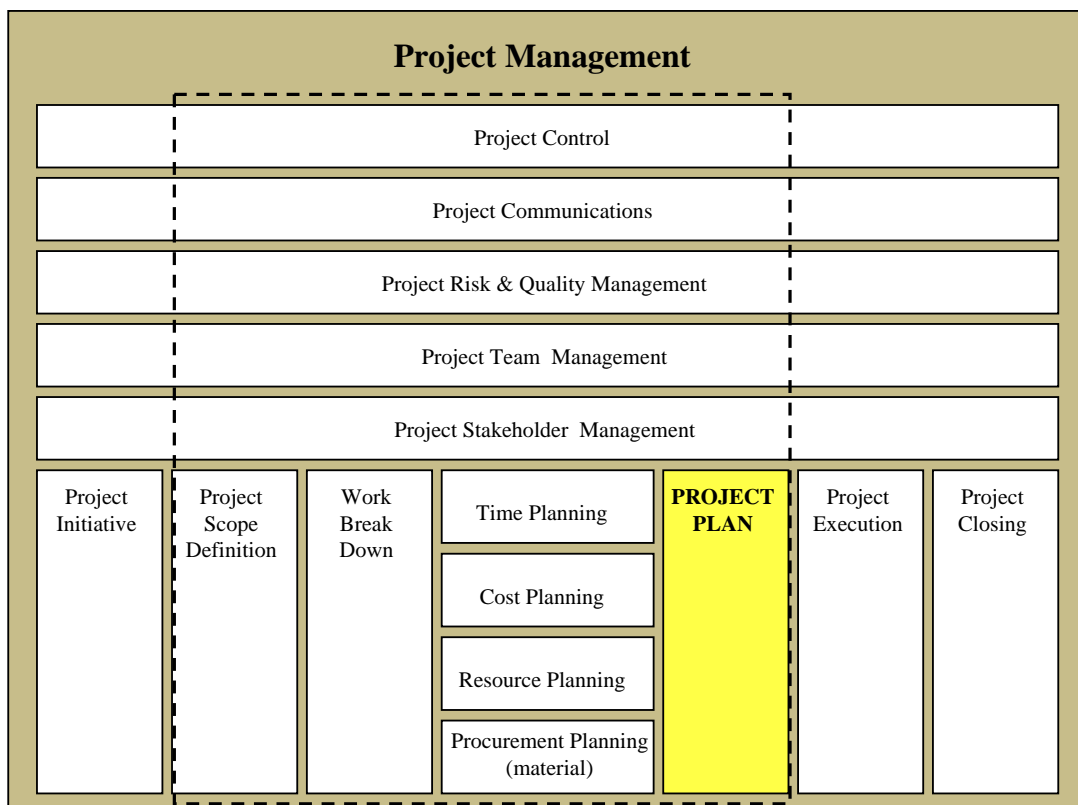 Project Management
Project Control
Project Communications
Project Risk & Quality Management
Project Team Management
Project Stakeholder Management
Project
Initiative
Project
Scope
Definition
Work
Break
Down
Time Planning
Cost Planning
Resource Planning
Procurement Planning
(material)
PROJECT
PLAN
Project
Execution
Project
Closing